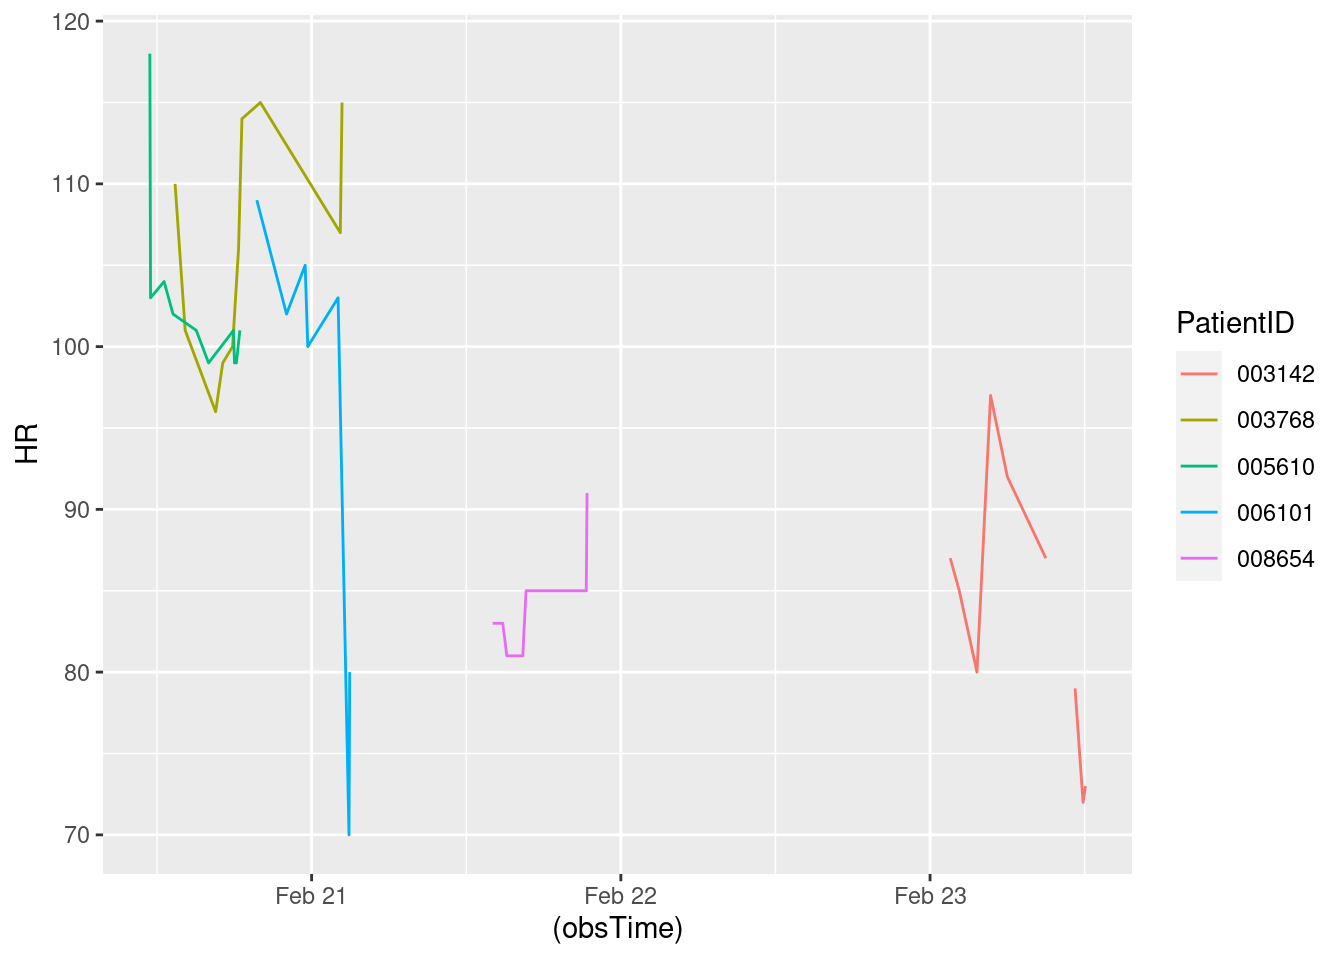 120
110
100
90
80
70
HR
Feb 21
Feb 22
Feb 23
(obsTime)
PatientID
003142
003768
005610
006101
008654